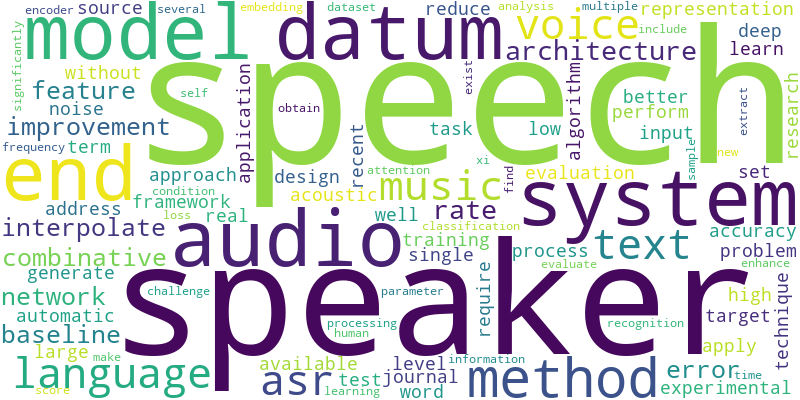 encoder source several embedding analysis multiple representation
model datum voice reduce dataset include
significantly without speech architecture deep learn
feature self exist better extract research
noise application obtain algorithm perform
improvement recent task low input
frequency term approach attention xi sample new
end condition design find evaluation set
address framework acoustic music system
interpolate real loss well rate classification accuracy
combinative audio training process text problem
generate single evaluate enhance
network challenge speaker parameter require high technique
automatic processing recognition target
baseline human
large make available level information apply time
language asr test journal method error
score learning word experimental